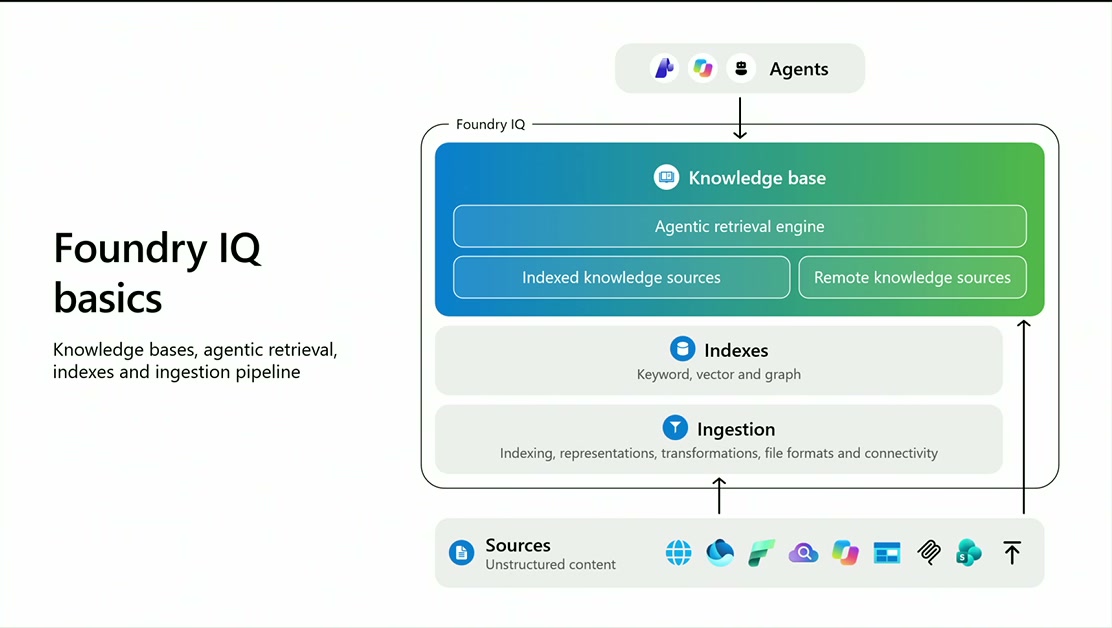 Foundry IQ
basics
Knowledge bases, agentic retrieval,
indexes and ingestion pipeline
Agents
Foundry IQ
Knowledge base
Agentic retrieval engine
Indexed knowledge sources
Remote knowledge sources
Indexes
Keyword, vector and graph
Ingestion
Indexing, representations, transformations, file formats and connectivity
Sources
Unstructured content